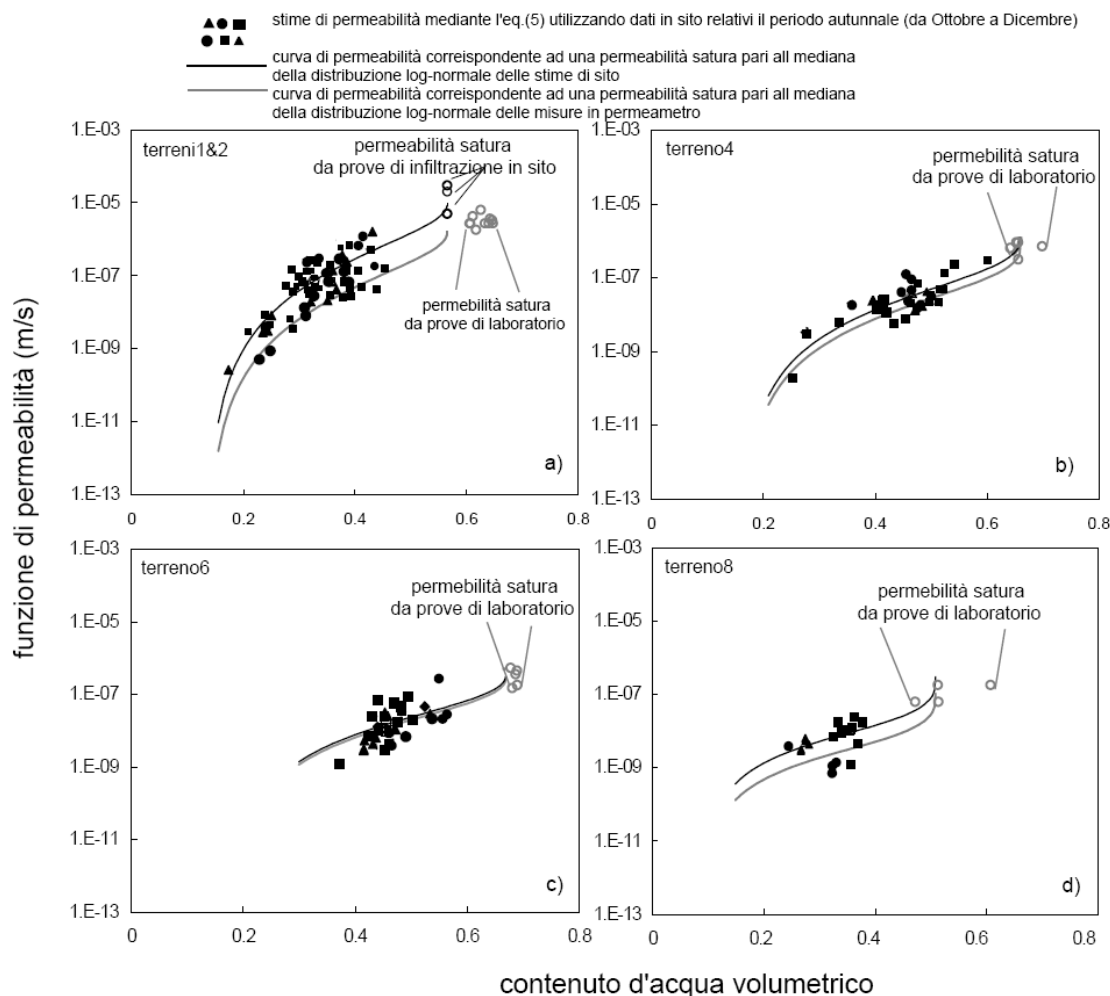 stime di permeabilità mediante l'eq.(5) utilizzando dati in sito relativi il periodo autunnale (da Ottobre a Dicembre)
curva di permeabilità correispondente ad una permeabilità satura pari all mediana
della distribuzione log-normale delle stime di sito
curva di permeabilità correispondente ad una permeabilità satura pari all mediana
della distribuzione log-normale delle misure in permeametro
funzione di permeabilità (m/s)
1.E-03
1.E-05
1.E-07
1.E-09
1.E-11
1.E-13
terreni1&2
permeabilità satura
da prove di infiltrazione in sito
permebilità satura
da prove di laboratorio
a)
0
0.2
0.4
0.6
0.8
1.E-03
1.E-05
1.E-07
1.E-09
1.E-11
1.E-13
terreno4
permebilità satura
da prove di laboratorio
b)
0
0.2
0.4
0.6
0.8
1.E-03
1.E-05
1.E-07
1.E-09
1.E-11
1.E-13
terreno6
permebilità satura
da prove di laboratorio
c)
0
0.2
0.4
0.6
0.8
1.E-03
1.E-05
1.E-07
1.E-09
1.E-11
1.E-13
terreno8
permebilità satura
da prove di laboratorio
d)
0
0.2
0.4
0.6
0.8
contenuto d'acqua volumetrico